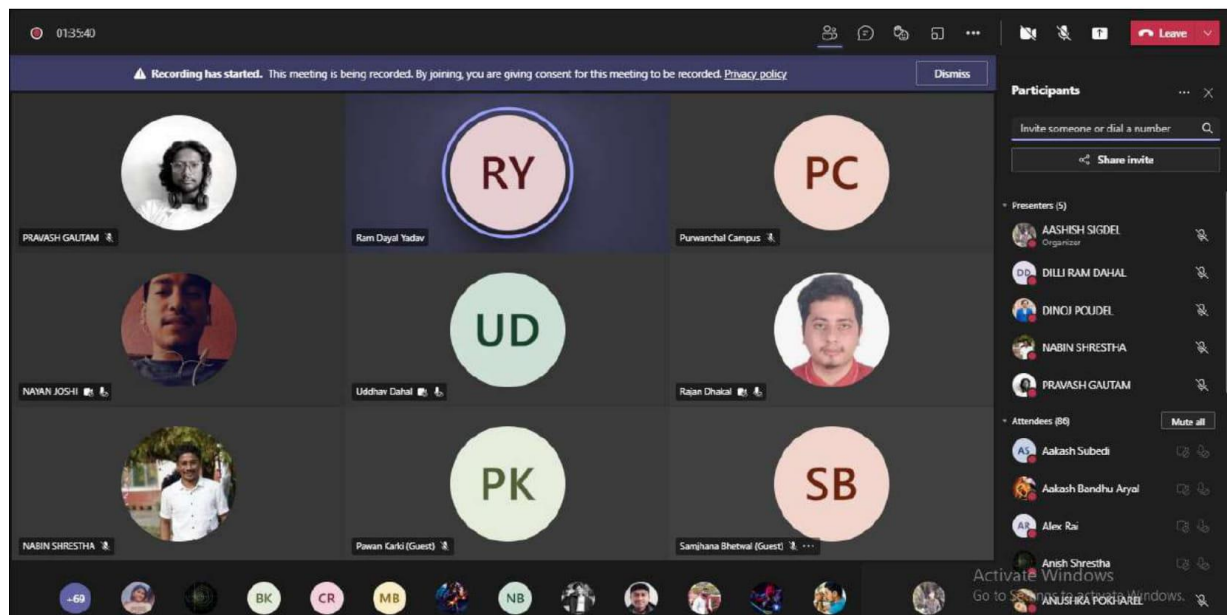 01:35:40
Leave
Recording has started. This meeting is being recorded. By joining, you are giving consent for this meeting to be recorded. Privacy policy
Dismiss
Participants
Invite someone or dial a number
Share invite
Presenters (5)
AASHISH SIGDEL
Organizer
DD
DILLI RAM DAHAL
DINOJ POUDEL
NABIN SHRESTHA
PRAVASH GAUTAM
Attendees (86)
Mute all
AS
Aakash Subedi
Aakash Bandhu Aryal
AR
Alex Rai
Anish Shrestha
ANUSHKA POKHAREL
RY
PC
PRAVASH GAUTAM
Ram Dayal Yadav
Purwanchal Campus
UD
NAYAN JOSHI
Uddhav Dahal
Rajan Dhakal
PK
SB
NABIN SHRESTHA
Pawan Karki (Guest)
Samjhana Bhetwal (Guest)
+69
BK
CR
MB
NB
Activate Windows
Go to Settings to activate Windows.